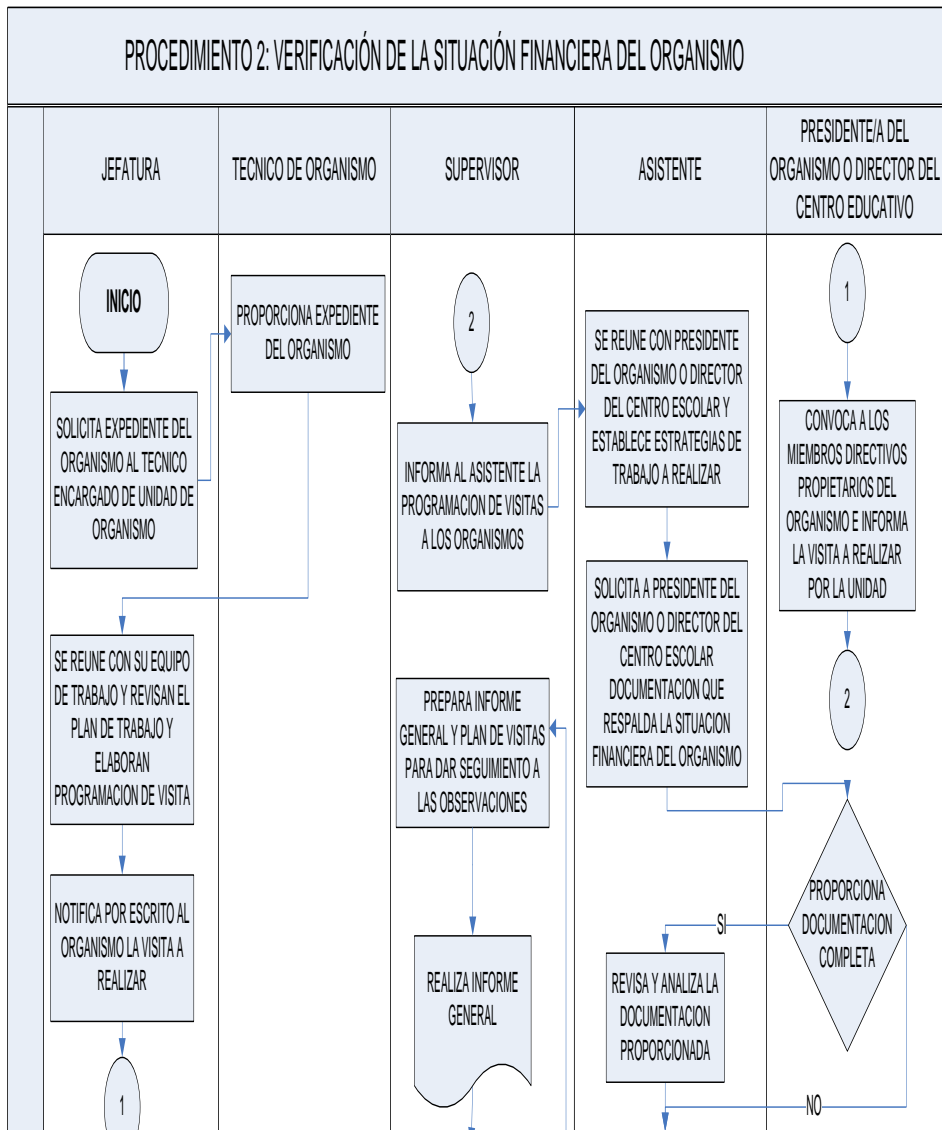 PROCEDIMIENTO 2: VERIFICACIÓN DE LA SITUACIÓN FINANCIERA DEL ORGANISMO
JEFATURA
TECNICO DE ORGANISMO
SUPERVISOR
ASISTENTE
PRESIDENTE/A DEL
ORGANISMO O DIRECTOR DEL
CENTRO EDUCATIVO
INICIO
SOLICITA EXPEDIENTE DEL
ORGANISMO AL TECNICO
ENCARGADO DE UNIDAD DE
ORGANISMO
SE REUNE CON SU EQUIPO
DE TRABAJO Y REVISAN EL
PLAN DE TRABAJO Y
ELABORAN
PROGRAMACION DE VISITA
NOTIFICA POR ESCRITO AL
ORGANISMO LA VISITA A
REALIZAR
1
PROPORCIONA EXPEDIENTE
DEL ORGANISMO
2
INFORMA AL ASISTENTE LA
PROGRAMACION DE VISITAS
A LOS ORGANISMOS
PREPARA INFORME
GENERAL Y PLAN DE VISITAS
PARA DAR SEGUIMIENTO A
LAS OBSERVACIONES
REALIZA INFORME
GENERAL
SE REUNE CON PRESIDENTE
DEL ORGANISMO O DIRECTOR
DEL CENTRO ESCOLAR Y
ESTABLECE ESTRATEGIAS DE
TRABAJO A REALIZAR
SOLICITA A PRESIDENTE DEL
ORGANISMO O DIRECTOR DEL
CENTRO ESCOLAR
DOCUMENTACION QUE
RESPALDA LA SITUACION
FINANCIERA DEL ORGANISMO
SI
REVISA Y ANALIZA LA
DOCUMENTACION
PROPORCIONADA
1
CONVOCA A LOS
MIEMBROS DIRECTIVOS
PROPIETARIOS DEL
ORGANISMO E INFORMA
LA VISITA A REALIZAR
POR LA UNIDAD
2
PROPORCIONA
DOCUMENTACION
COMPLETA
NO